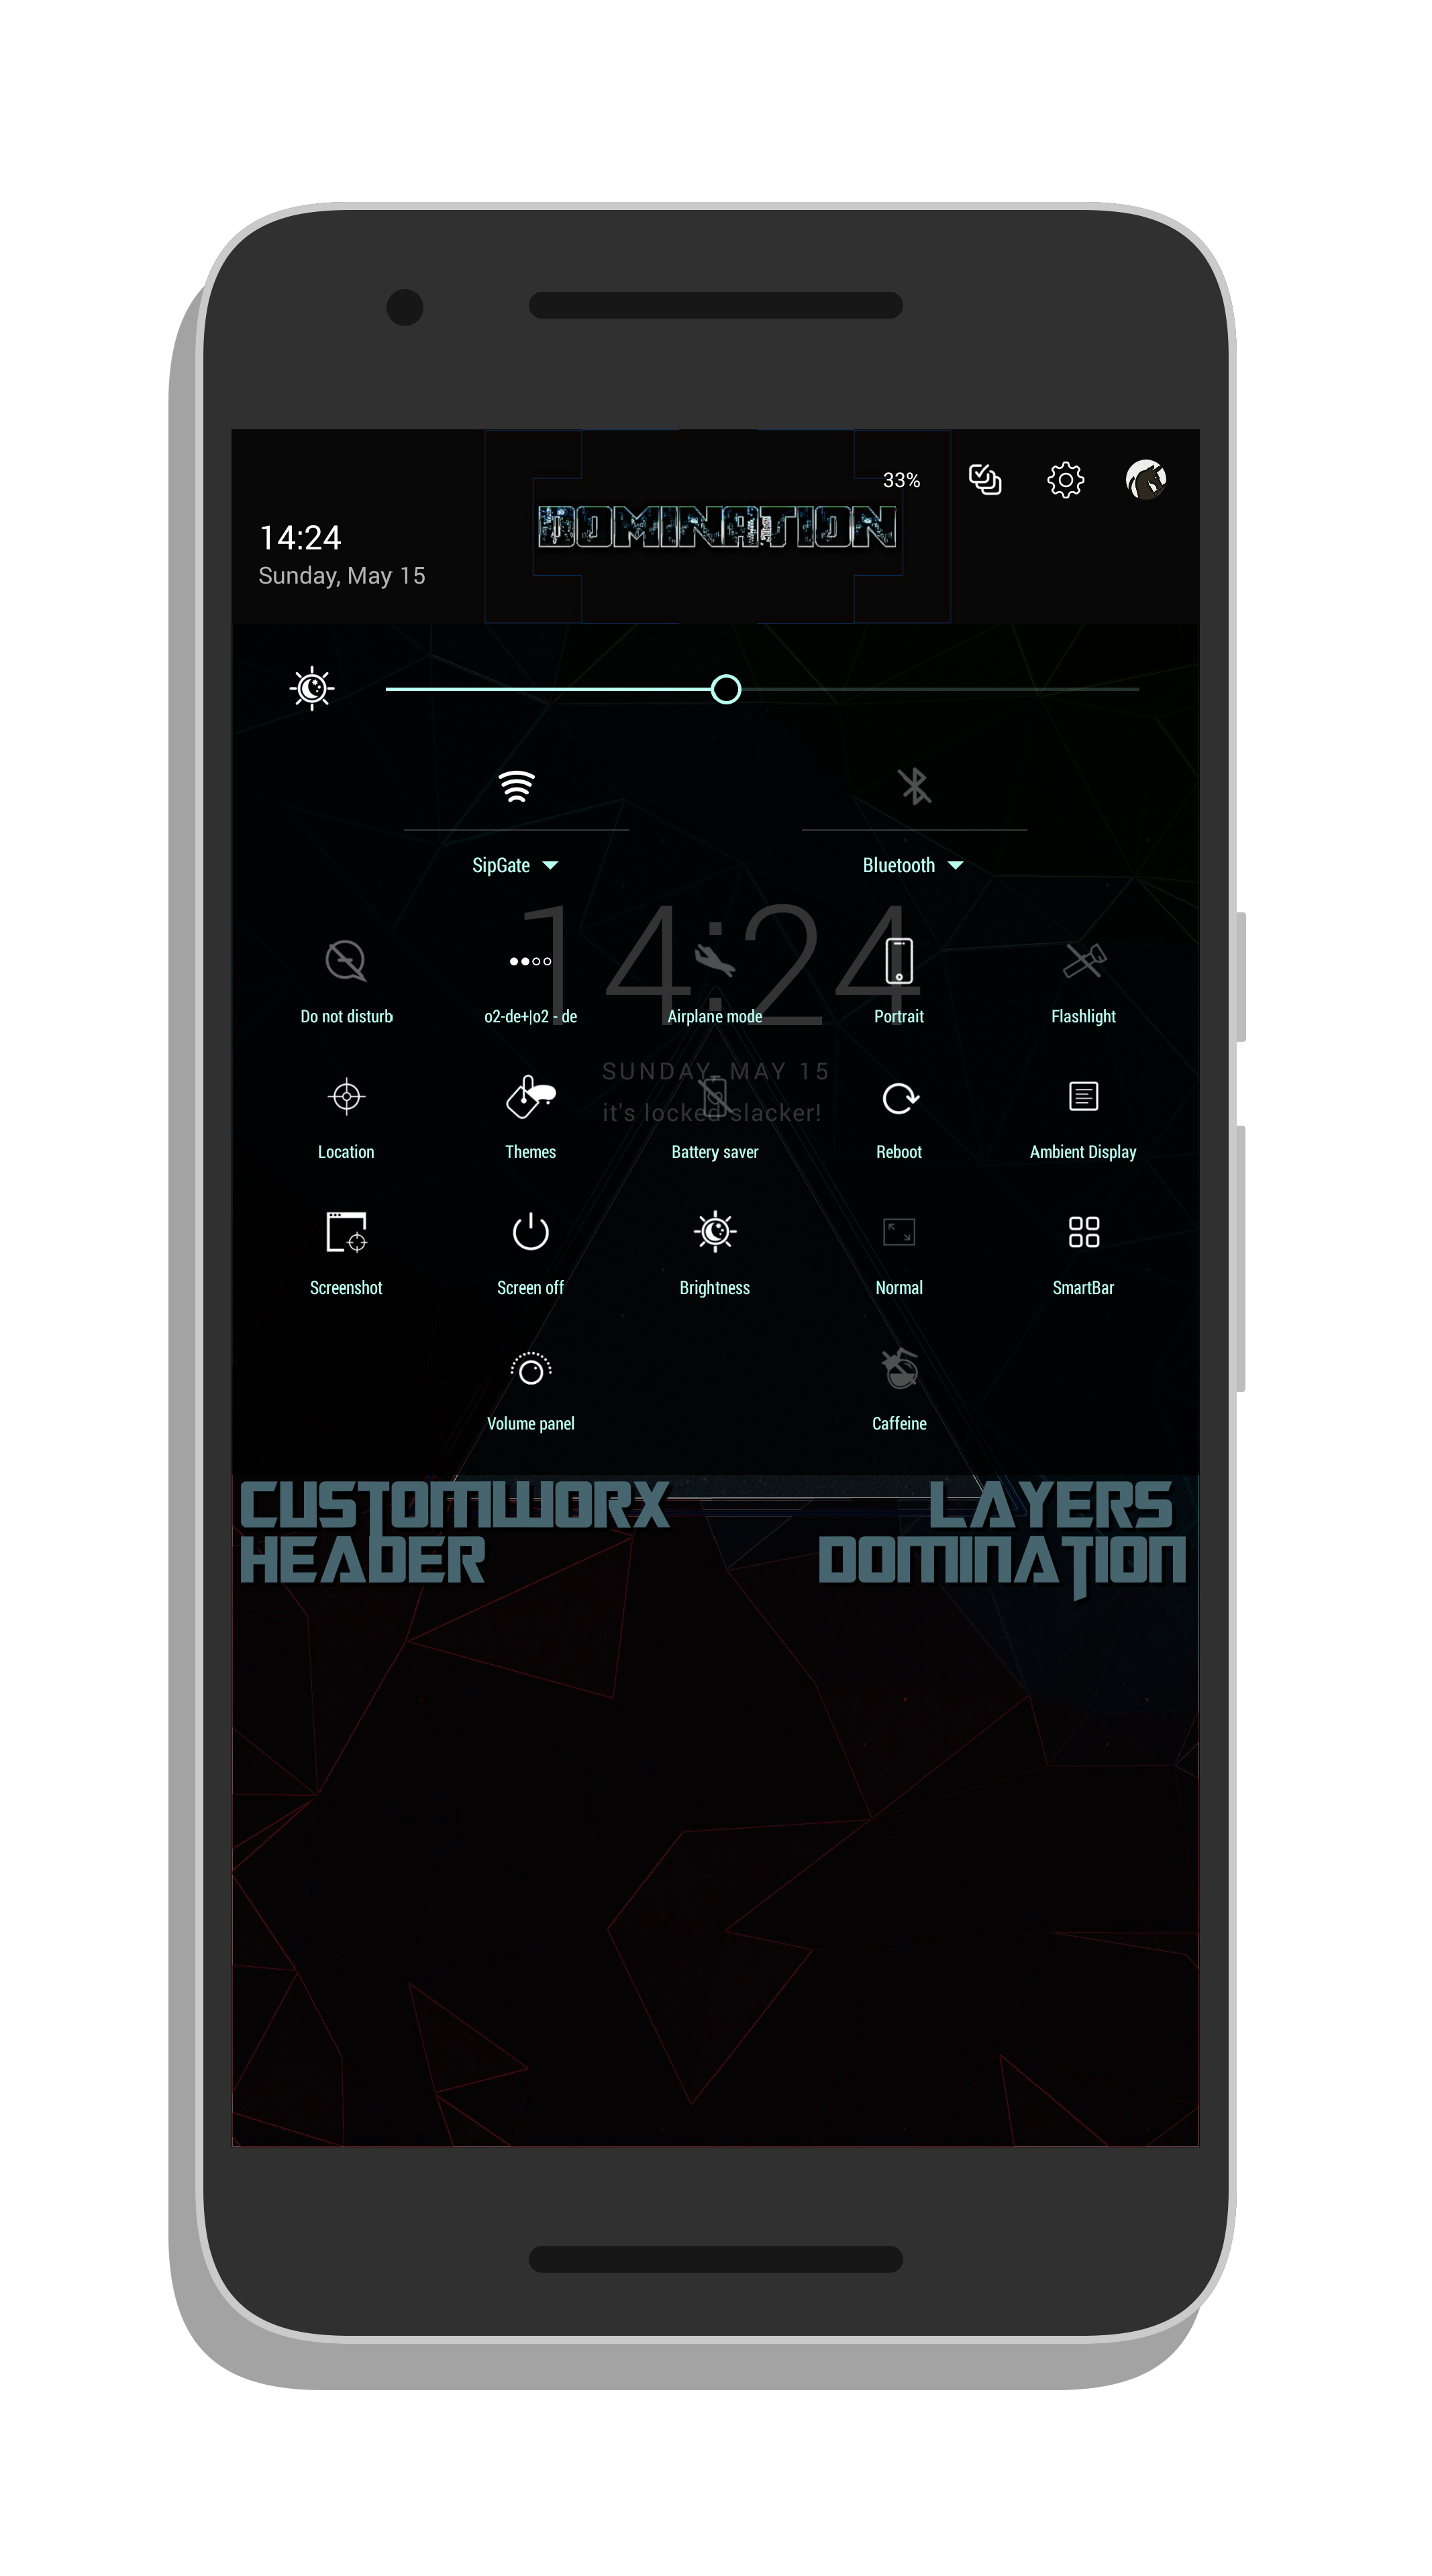 33%
DOMINATION
14:24
Sunday, May 15
SipGate
Bluetooth
14:24
Do not disturb
o2-de+|o2 - de
Airplane mode
Portrait
Flashlight
SUNDAY, MAY 15
it's locked slacker!
Location
Themes
Battery saver
Reboot
Ambient Display
Screenshot
Screen off
Brightness
Normal
SmartBar
Volume panel
Caffeine
CUSTOMWORX
HEADER
LAYERS
DOMINATION